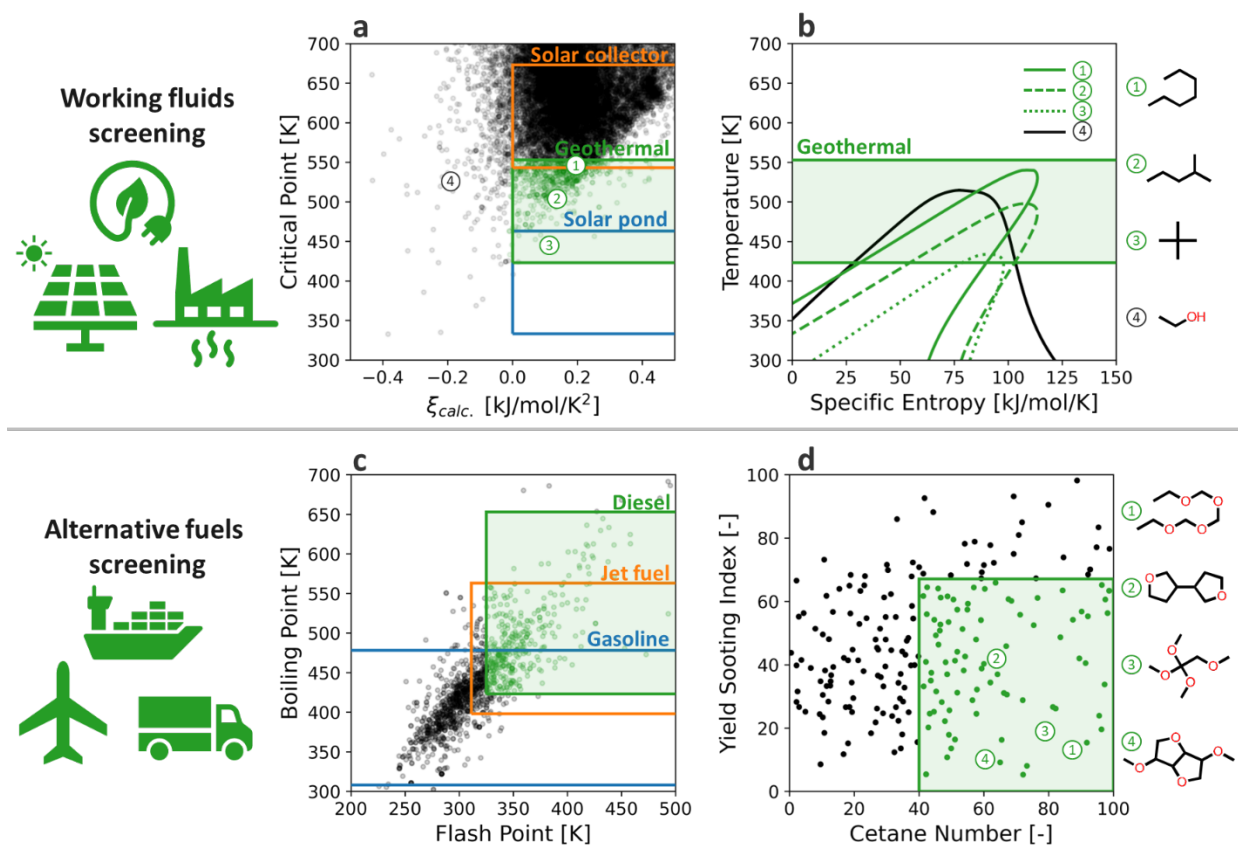 Working fluids
screening
a
Critical Point [K]
700
650
600
550
500
450
400
350
300
Solar collector
Geothermal
Solar pond
1
2
3
4
−0.4 −0.2 0.0 0.2 0.4
ξcalc. [kJ/mol/K²]
b
Temperature [K]
700
650
600
550
500
450
400
350
300
1
2
3
4
Geothermal
0 25 50 75 100 125 150
Specific Entropy [kJ/mol/K]
1
2
3
4
OH
Alternative fuels
screening
c
Boiling Point [K]
700
650
600
550
500
450
400
350
300
Diesel
Jet fuel
Gasoline
200 250 300 350 400 450 500
Flash Point [K]
d
Yield Sooting Index [-]
100
80
60
40
20
0
2
3
1
4
0 20 40 60 80 100
Cetane Number [-]
1
O O
O O O
2
O
O
3
O
O O
O
4
O
O
O
O